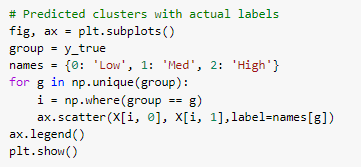 # Predicted clusters with actual labels
fig, ax = plt.subplots()
group = y_true
names = {0: 'Low', 1: 'Med', 2: 'High'}
for g in np.unique(group):
    i = np.where(group == g)
    ax.scatter(X[i, 0], X[i, 1],label=names[g])
ax.legend()
plt.show()